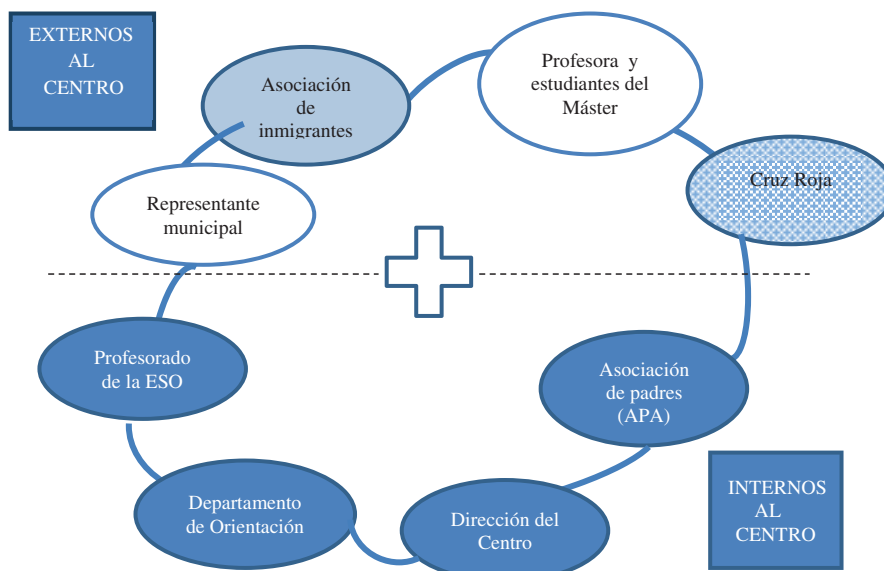 EXTERNOS
AL
CENTRO
Asociación
de
inmigrantes
Profesora y
estudiantes del
Máster
Cruz Roja
Representante
municipal
Profesorado
de la ESO
Asociación
de padres
(APA)
Departamento
de Orientación
Dirección del
Centro
INTERNOS
AL
CENTRO